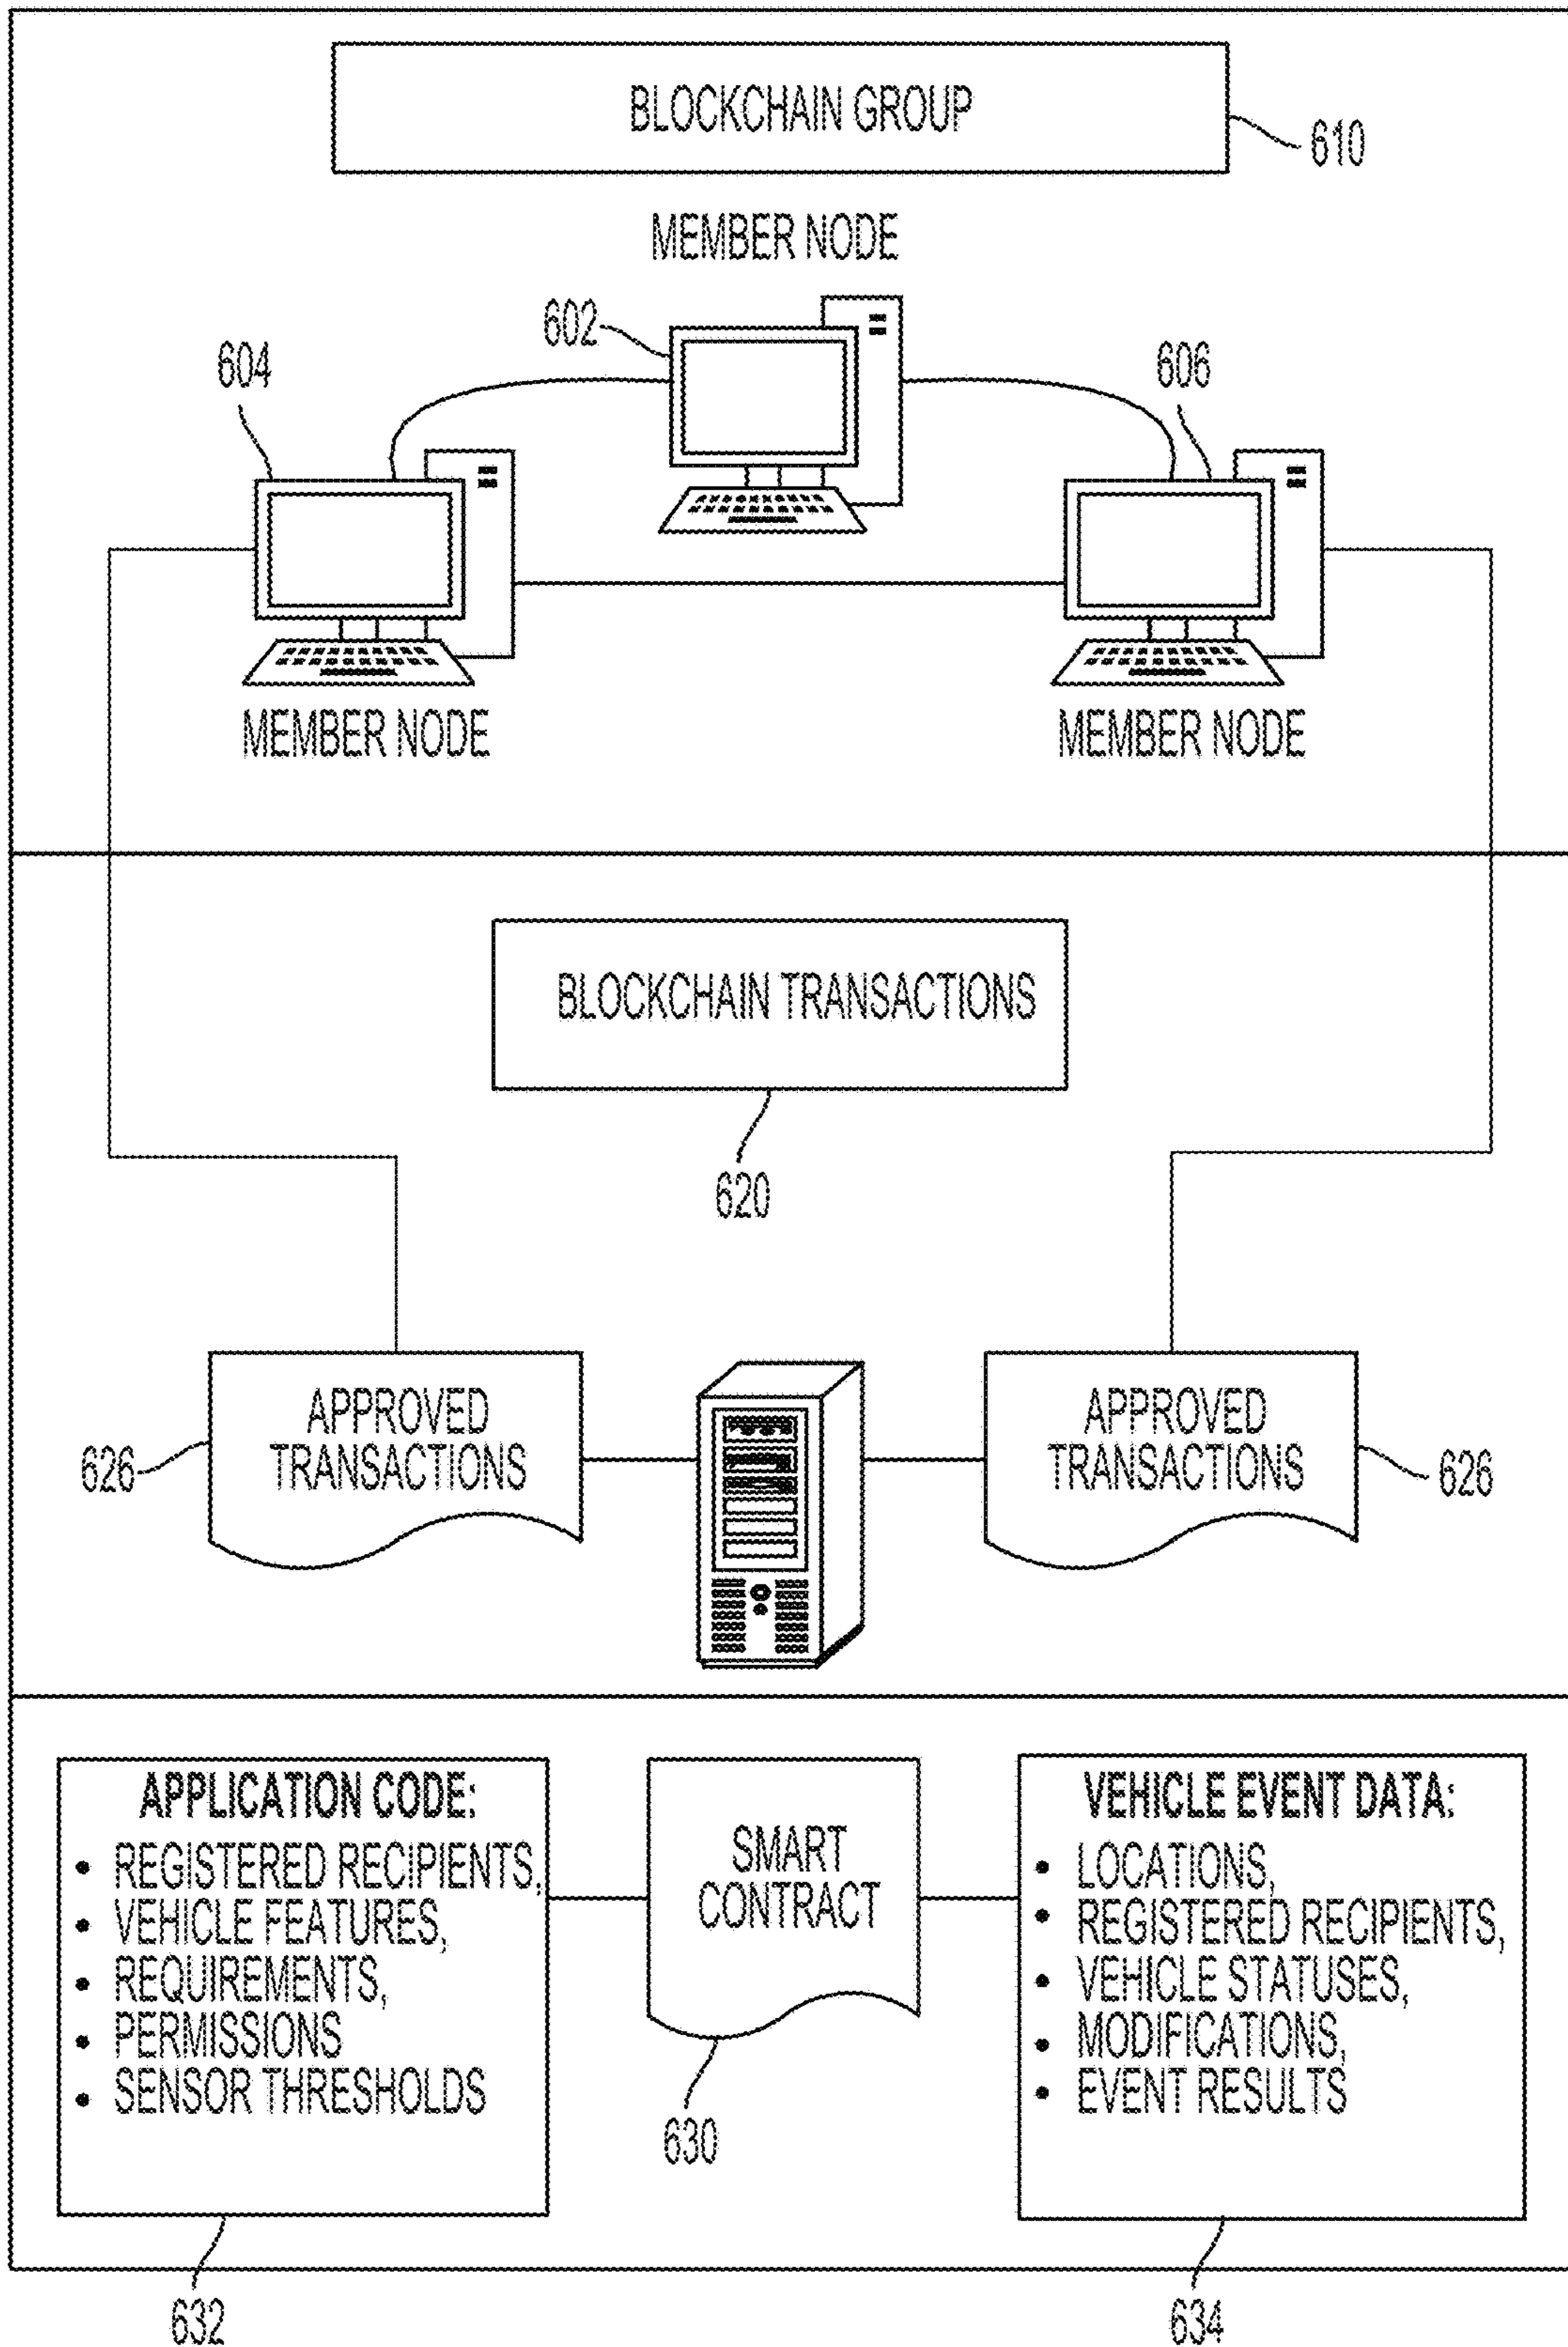 BLOCKCHAIN GROUP
610
MEMBER NODE
602
604
606
MEMBER NODE
MEMBER NODE
BLOCKCHAIN TRANSACTIONS
620
APPROVED
TRANSACTIONS
626
APPROVED
TRANSACTIONS
626
APPLICATION CODE:
• REGISTERED RECIPIENTS,
• VEHICLE FEATURES,
• REQUIREMENTS,
• PERMISSIONS
• SENSOR THRESHOLDS
632
SMART
CONTRACT
630
VEHICLE EVENT DATA:
• LOCATIONS,
• REGISTERED RECIPIENTS,
• VEHICLE STATUSES,
• MODIFICATIONS,
• EVENT RESULTS
634